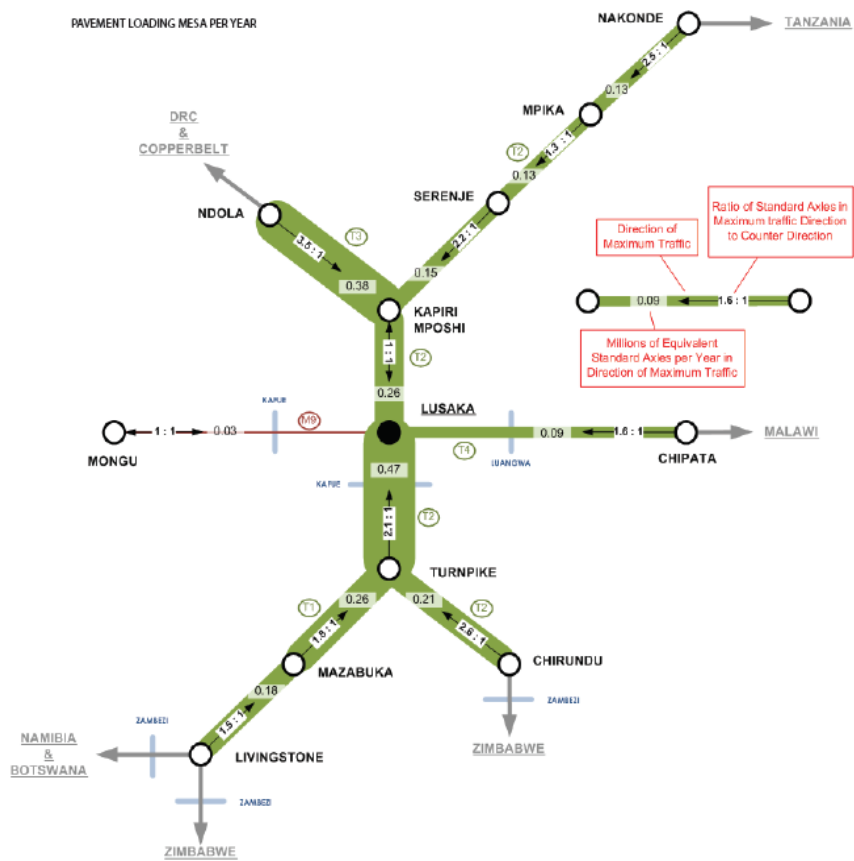 PAVEMENT LOADING MESA PER YEAR
NAKONDE
TANZANIA
2.5 : 1
0.13
MPIKA
DRC
&
COPPERBELT
1.3 : 1
T2
0.13
SERENJE
NDOLA
T3
3.5 : 1
2.2 : 1
0.15
0.38
Direction of
Maximum Traffic
Ratio of Standard Axles in
Maximum traffic Direction
to Counter Direction
0.09
1.6 : 1
Millions of Equivalent
Standard Axles per Year in
Direction of Maximum Traffic
KAPIRI
MPOSHI
1 : 1
T2
0.26
LUSAKA
KAFUE
M9
MONGU
1 : 1
0.03
0.09
1.6 : 1
CHIPATA
MALAWI
T4
LUANGWA
0.47
KAFUE
T2
2.1 : 1
TURNPIKE
T1
0.26
0.21
T2
1.8 : 1
2.6 : 1
MAZABUKA
CHIRUNDU
0.18
ZAMBEZI
1.5 : 1
ZIMBABWE
NAMIBIA
&
BOTSWANA
ZAMBEZI
LIVINGSTONE
ZAMBEZI
ZIMBABWE